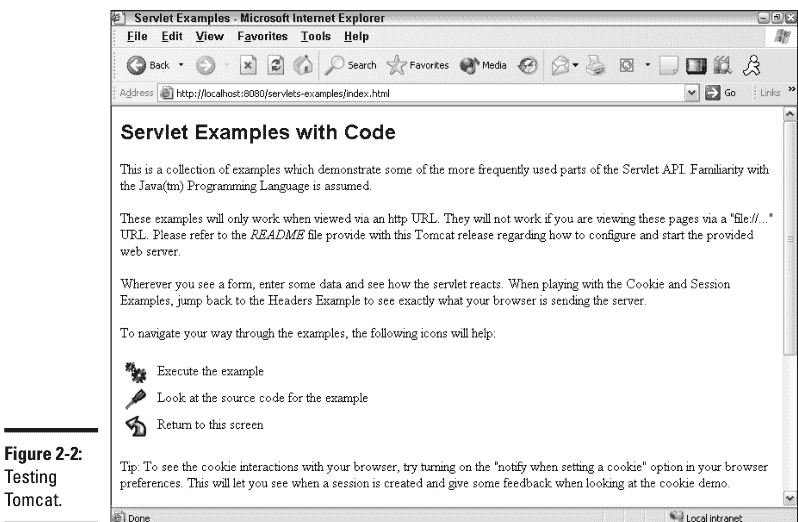 Servlet Examples - Microsoft Internet Explorer
File Edit View Favorites Tools Help
Back Search Favorites Media
Address http://localhost:8080/servlets-examples/index.html Go Links »
Servlet Examples with Code
This is a collection of examples which demonstrate some of the more frequently used parts of the Servlet API. Familiarity with
the Java(tm) Programming Language is assumed.
These examples will only work when viewed via an http URL. They will not work if you are viewing these pages via a "file://..."
URL. Please refer to the README file provide with this Tomcat release regarding how to configure and start the provided
web server.
Wherever you see a form, enter some data and see how the servlet reacts. When playing with the Cookie and Session
Examples, jump back to the Headers Example to see exactly what your browser is sending the server.
To navigate your way through the examples, the following icons will help:
Execute the example
Look at the source code for the example
Return to this screen
Tip: To see the cookie interactions with your browser, try turning on the "notify when setting a cookie" option in your browser
preferences. This will let you see when a session is created and give some feedback when looking at the cookie demo.
Done Local intranet
Figure 2-2:
Testing
Tomcat.